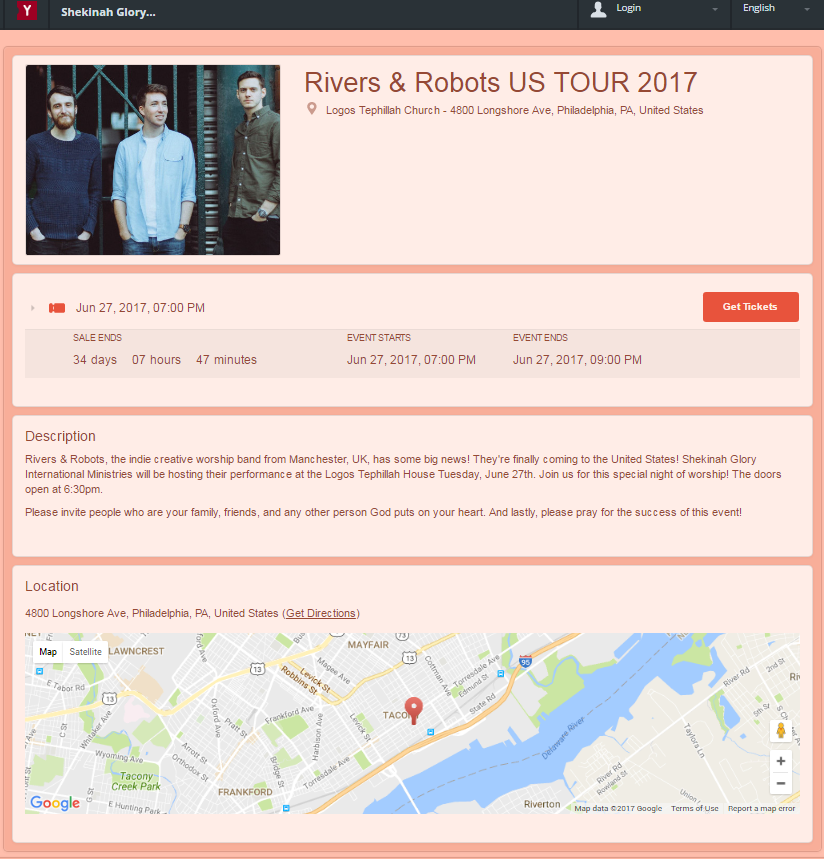 Y
Shekinah Glory...
Login
English
Rivers & Robots US TOUR 2017
Logos Tephillah Church - 4800 Longshore Ave, Philadelphia, PA, United States
Jun 27, 2017, 07:00 PM
Get Tickets
SALE ENDS EVENT STARTS EVENT ENDS
34 days 07 hours 47 minutes Jun 27, 2017, 07:00 PM Jun 27, 2017, 09:00 PM
Description
Rivers & Robots, the indie creative worship band from Manchester, UK, has some big news! They're finally coming to the United States! Shekinah Glory
International Ministries will be hosting their performance at the Logos Tephillah House Tuesday, June 27th. Join us for this special night of worship! The doors
open at 6:30pm.
Please invite people who are your family, friends, and any other person God puts on your heart. And lastly, please pray for the success of this event!
Location
4800 Longshore Ave, Philadelphia, PA, United States (Get Directions)
Map Satellite
LAWNCREST
MAYFAIR
73
13
13
95
Magee Ave
Cottman Ave
Torresdale Ave
Edmund St
State Rd
Levick St
Robbins St
E Tabor Rd
13
Oxford Ave
Pratt St
Frankford Ave
Harbison Ave
Levick St
C St
Whitaker Ave
Wyoming Ave
Arrott St
Orthodox St
Bridge St
Torresdale Ave
Tacony
Creek Park
G St
E Hunting Park
FRANKFORD
Delaware River
River Rd
2nd St
5th St
Taylors Ln
River Rd
Riverton
Google
Map data ©2017 Google Terms of Use Report a map error